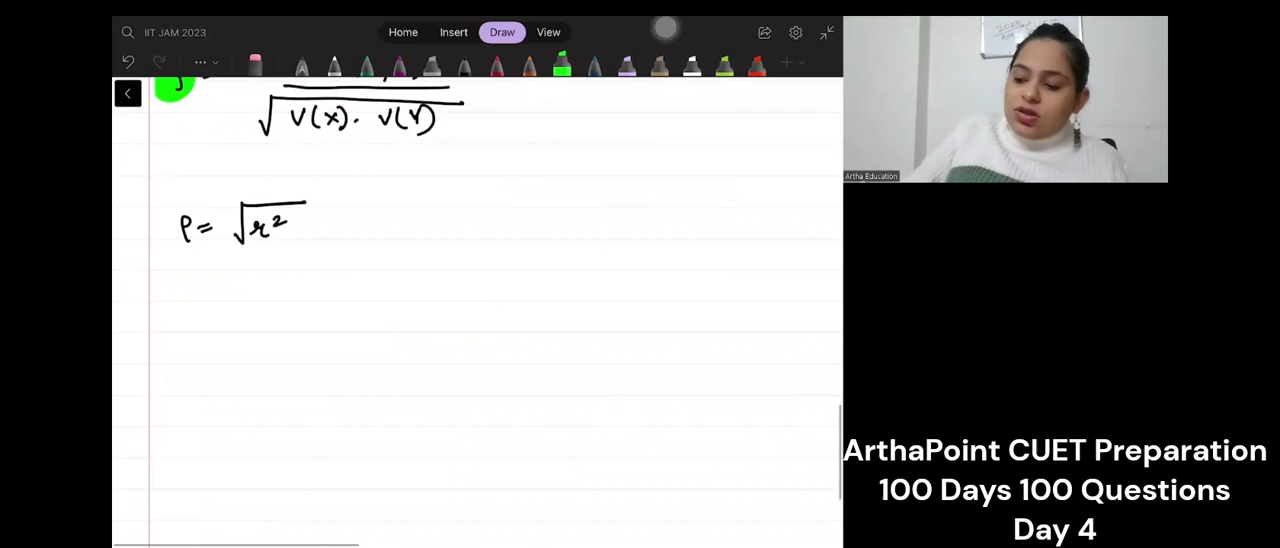 IIT JAM 2023
Home Insert Draw View
√V(X). V(Y)
ρ = √r²
Artha Education
ArthaPoint CUET Preparation
100 Days 100 Questions
Day 4